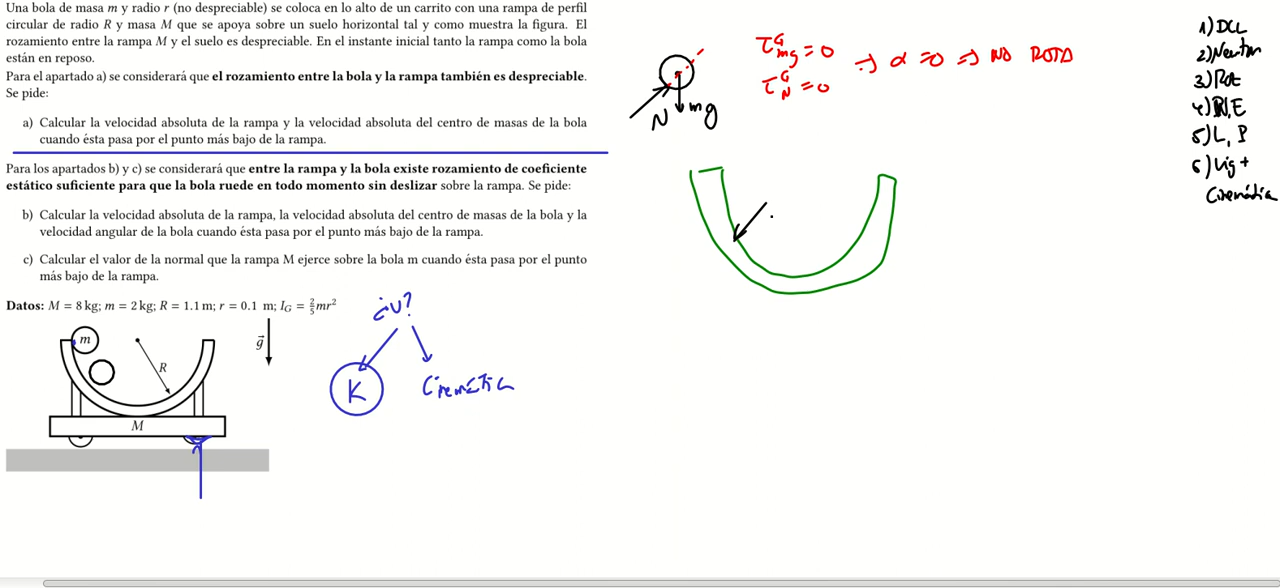 Una bola de masa m y radio r (no despreciable) se coloca en lo alto de un carrito con una rampa de perfil
circular de radio R y masa M que se apoya sobre un suelo horizontal tal y como muestra la figura. El
rozamiento entre la rampa M y el suelo es despreciable. En el instante inicial tanto la rampa como la bola
están en reposo.
Para el apartado a) se considerará que el rozamiento entre la bola y la rampa también es despreciable.
Se pide:
a) Calcular la velocidad absoluta de la rampa y la velocidad absoluta del centro de masas de la bola
cuando ésta pasa por el punto más bajo de la rampa.
Para los apartados b) y c) se considerará que entre la rampa y la bola existe rozamiento de coeficiente
estático suficiente para que la bola ruede en todo momento sin deslizar sobre la rampa. Se pide:
b) Calcular la velocidad absoluta de la rampa, la velocidad absoluta del centro de masas de la bola y la
velocidad angular de la bola cuando ésta pasa por el punto más bajo de la rampa.
c) Calcular el valor de la normal que la rampa M ejerce sobre la bola m cuando ésta pasa por el punto
más bajo de la rampa.
Datos: M = 8 kg; m = 2 kg; R = 1.1 m; r = 0.1 m; I_G = 2/5 mr²
m
R
M
g⃗
¿v?
K
Cinemática
N
mg
τ^G_mg = 0
τ^G_N = 0
⇒ α = 0 ⇒ NO ROTA
1) DCL
2) Newton
3) Rot
5) L, P
6) Lig +
Cinemática